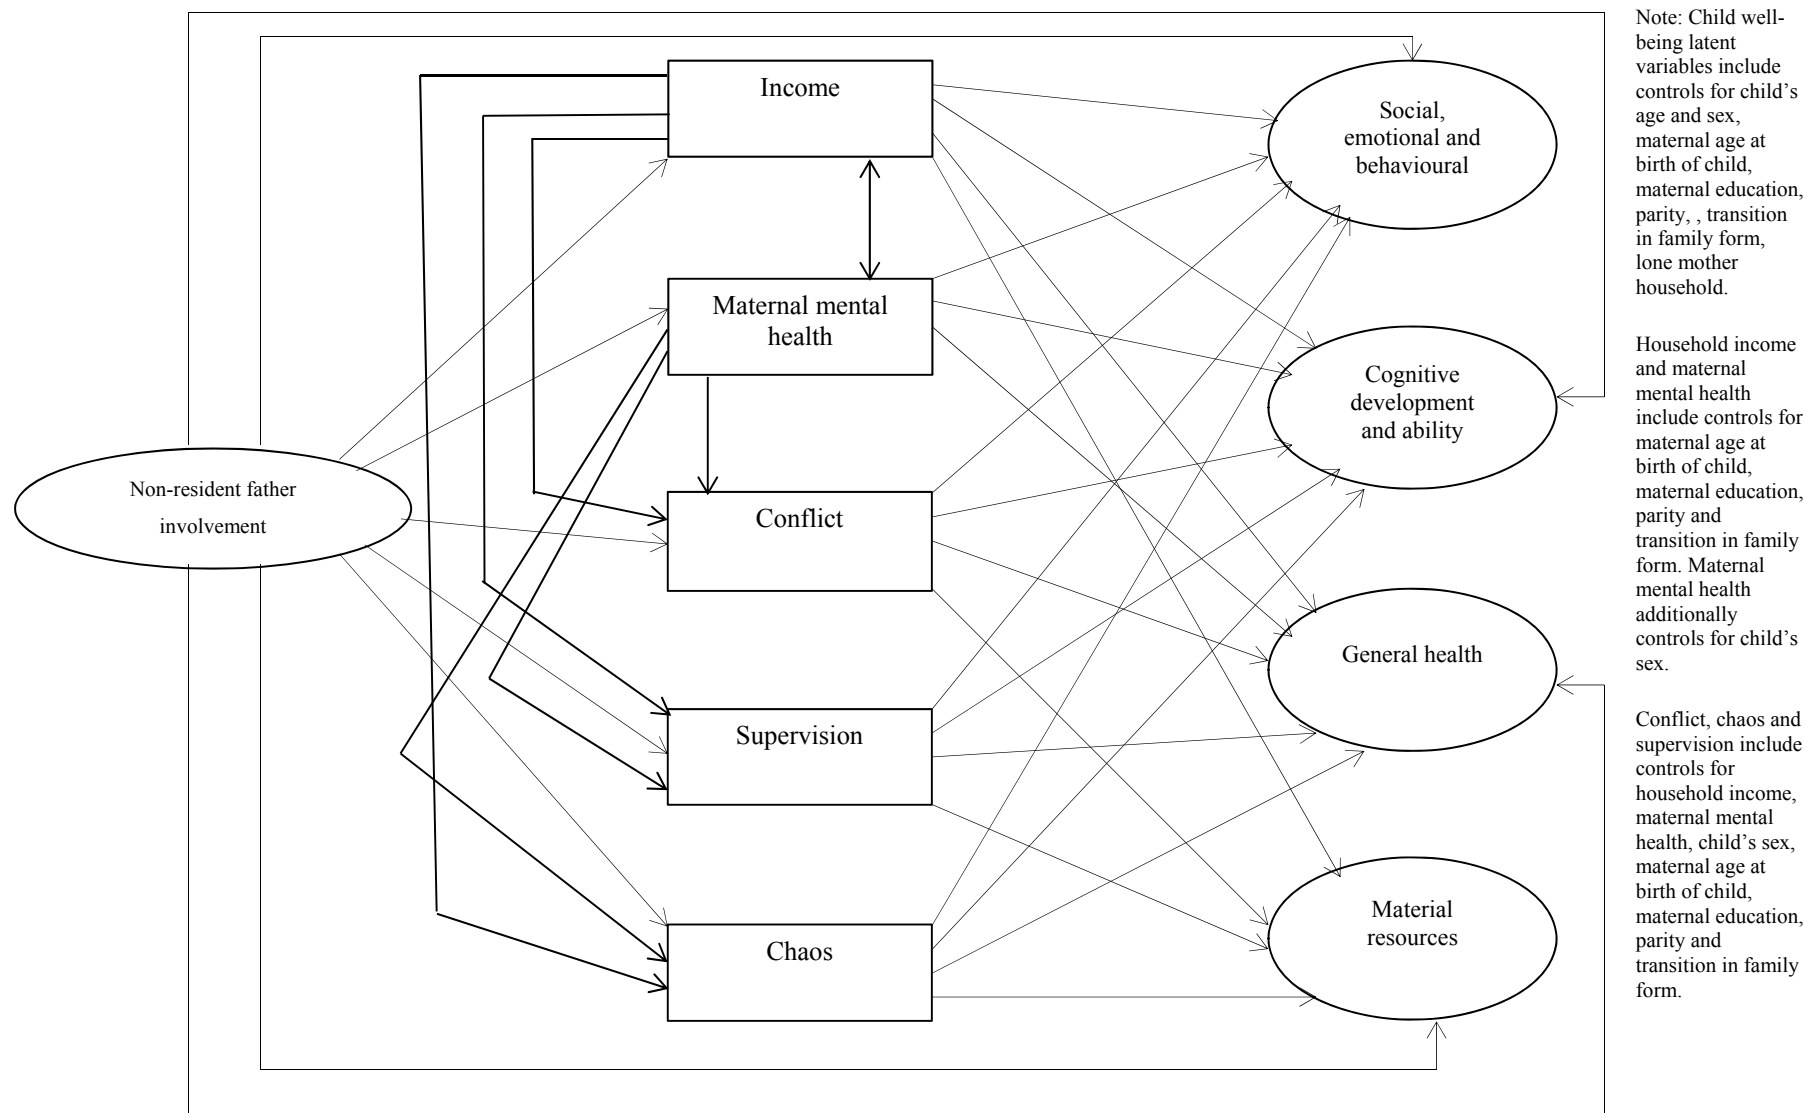 Income
Maternal mental
health
Conflict
Supervision
Chaos
Non-resident father
involvement
Social,
emotional and
behavioural
Cognitive
development
and ability
General health
Material
resources
Note: Child well-
being latent
variables include
controls for child’s
age and sex,
maternal age at
birth of child,
maternal education,
parity, , transition
in family form,
lone mother
household.
Household income
and maternal
mental health
include controls for
maternal age at
birth of child,
maternal education,
parity and
transition in family
form. Maternal
mental health
additionally
controls for child’s
sex.
Conflict, chaos and
supervision include
controls for
household income,
maternal mental
health, child’s sex,
maternal age at
birth of child,
maternal education,
parity and
transition in family
form.